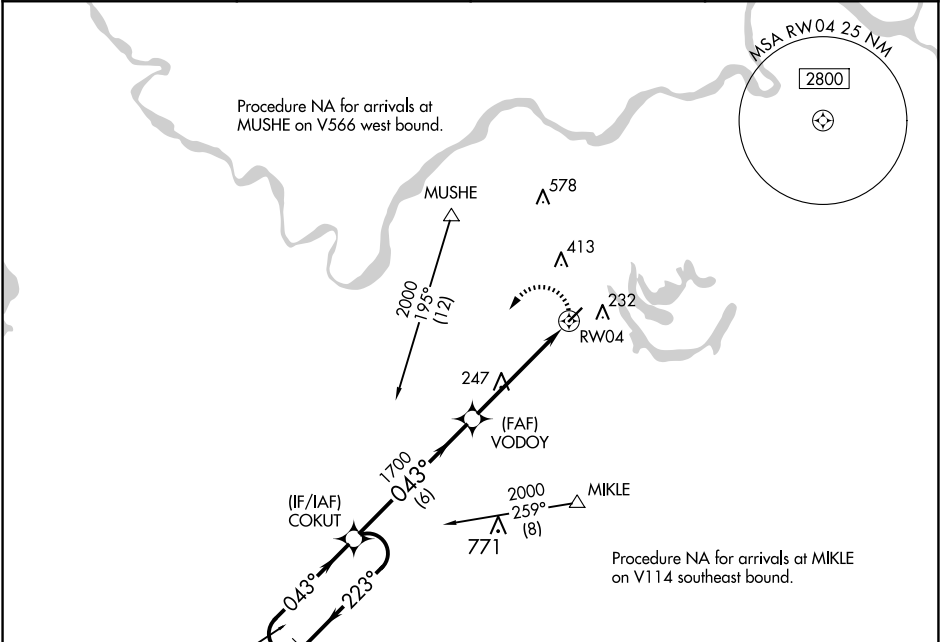 MSA RW04 25 NM
2800
Procedure NA for arrivals at
MUSHE on V566 west bound.
MUSHE
578
413
2000
195°
(12)
232
RW04
247
(FAF)
VODOY
1700
043°
(6)
(IF/IAF)
COKUT
2000
259°
(8)
MIKLE
771
Procedure NA for arrivals at MIKLE
on V114 southeast bound.
043°
223°